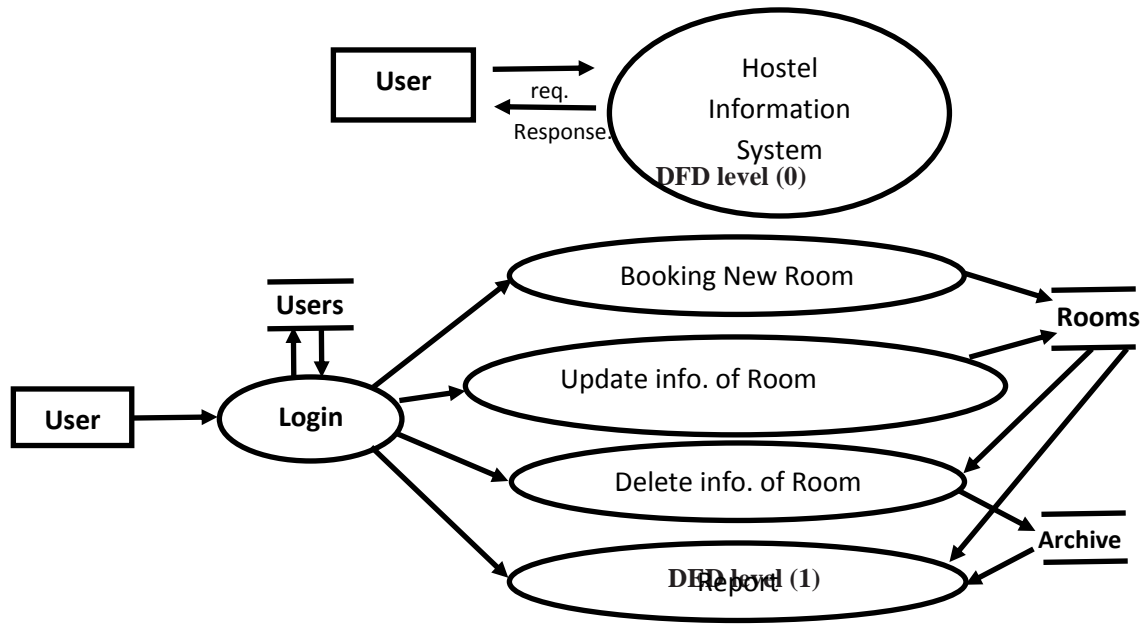 User
req.
Response.
Hostel
Information
System
DFD level (0)
Booking New Room
Users
Rooms
Update info. of Room
User
Login
Delete info. of Room
Archive
Report
DFD level (1)